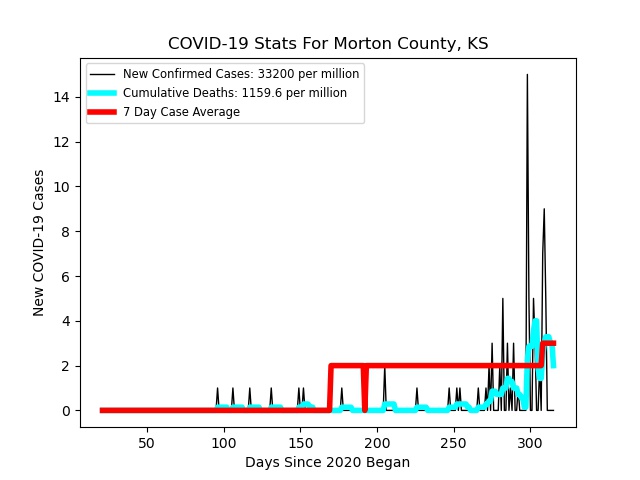 COVID-19 Stats For Morton County, KS
New Confirmed Cases: 33200 per million
Cumulative Deaths: 1159.6 per million
7 Day Case Average
New COVID-19 Cases
14
12
10
8
6
4
2
0
50 100 150 200 250 300
Days Since 2020 Began